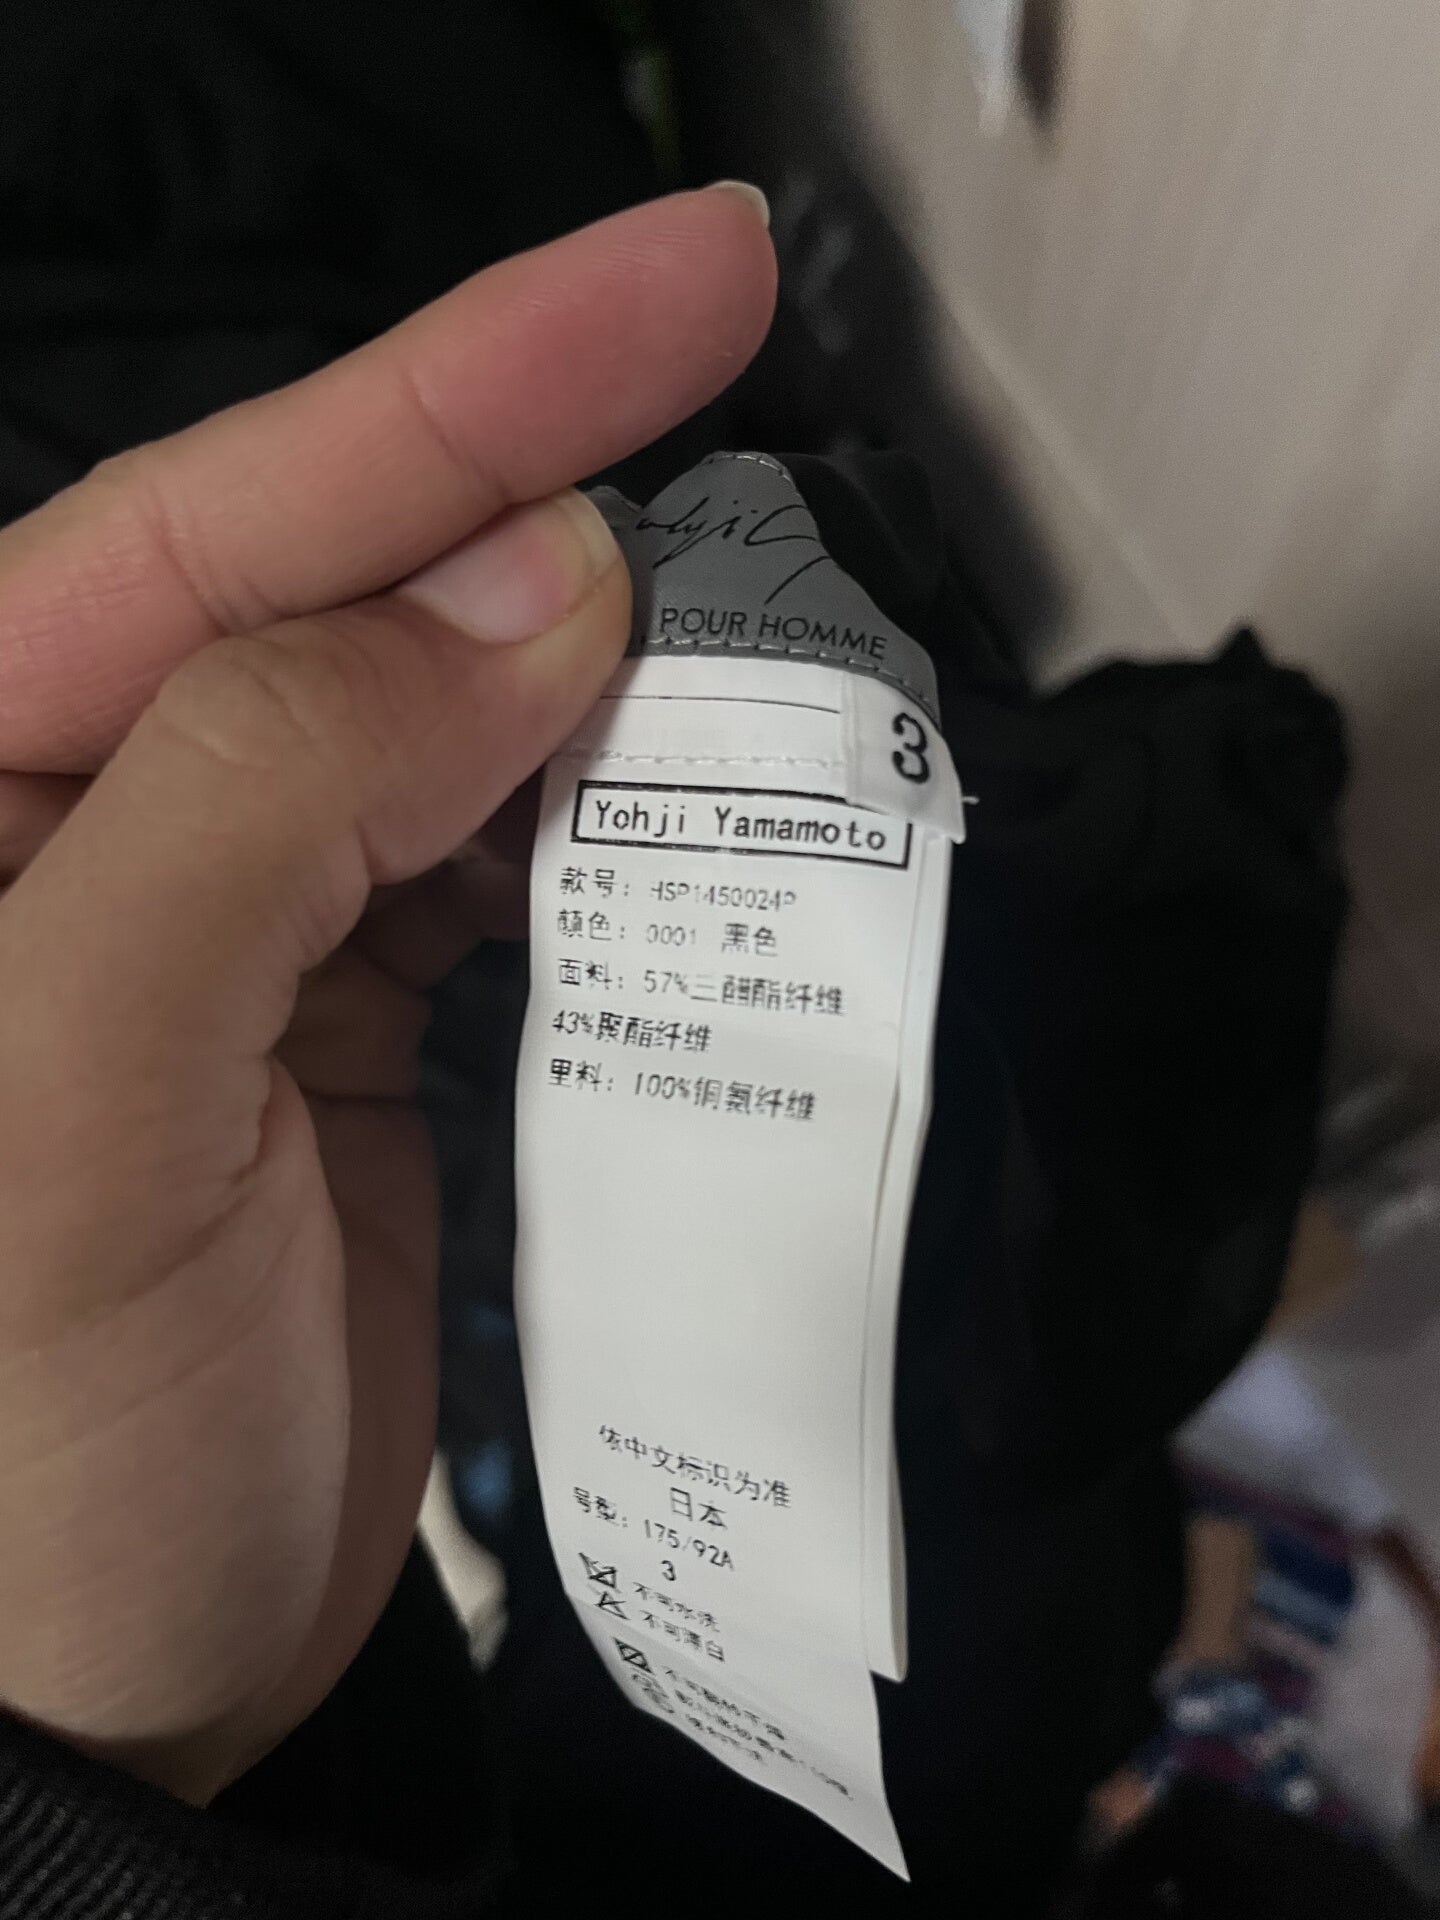 POUR HOMME
3
Yohji Yamamoto
款号: HSP1450024P
颜色: 0001 黑色
面料: 57%三醋酯纤维
43%聚酯纤维
里料: 100%铜氨纤维
依中文标识为准
日本
号型: 175/92A
3
不可水洗
不可漂白